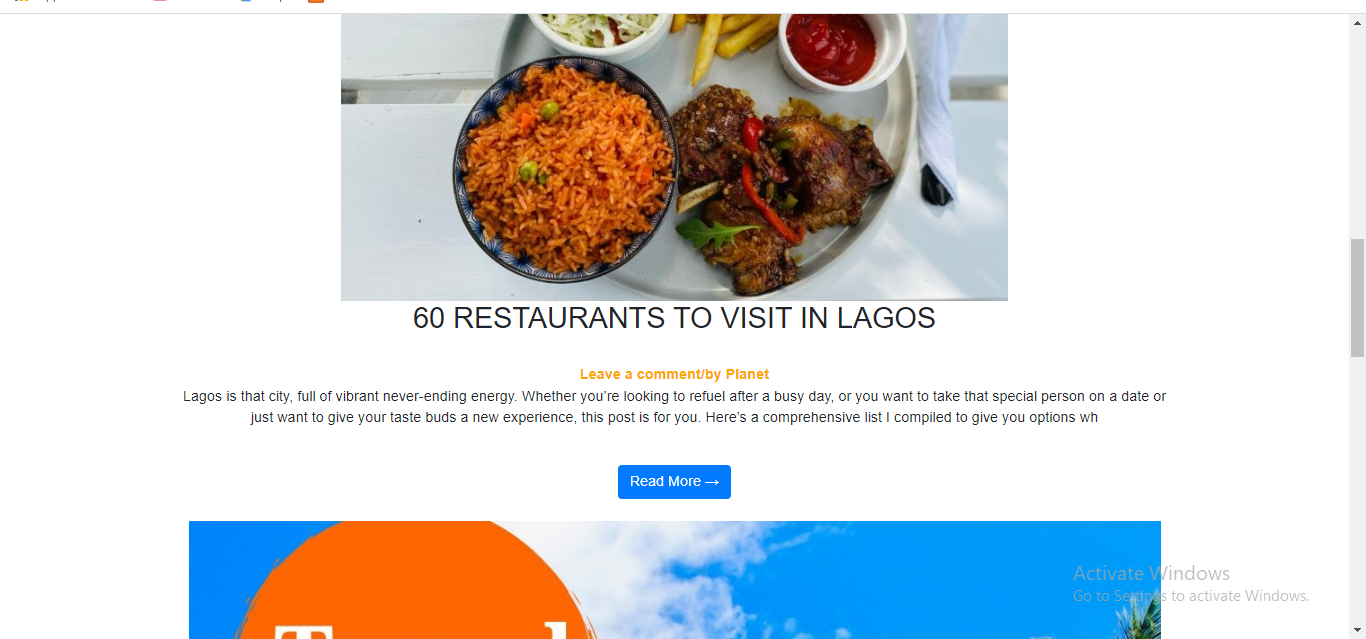 60 RESTAURANTS TO VISIT IN LAGOS
Leave a comment/by Planet
Lagos is that city, full of vibrant never-ending energy. Whether you’re looking to refuel after a busy day, or you want to take that special person on a date or
just want to give your taste buds a new experience, this post is for you. Here’s a comprehensive list I compiled to give you options wh
Read More →
Activate Windows
Go to Settings to activate Windows.